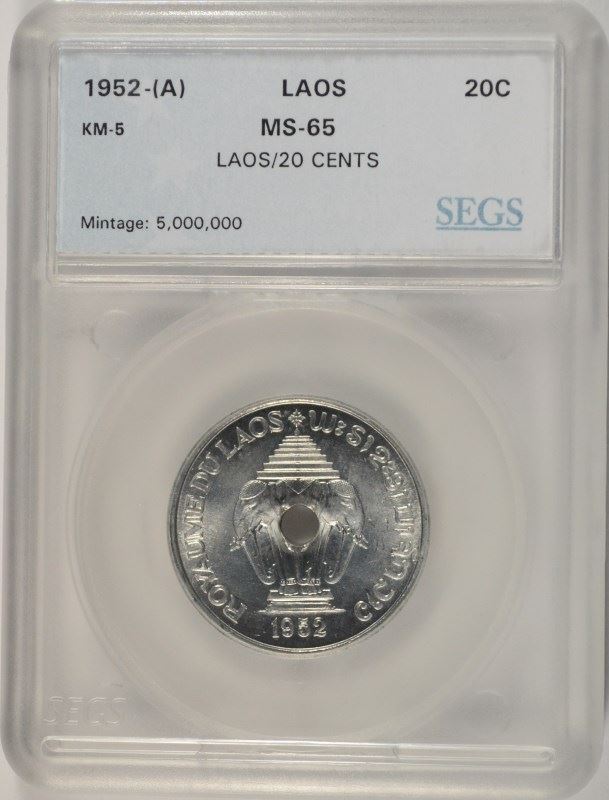 1952-(A) LAOS 20C
KM-5 MS-65
LAOS/20 CENTS
Mintage: 5,000,000 SEGS
ROYAUME DU LAOS
1952
SEGS